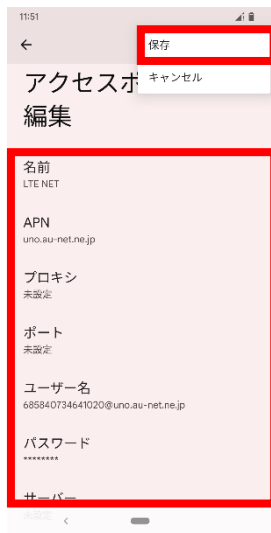 11:51
保存
キャンセル
アクセスポ
編集
名前
LTE NET
APN
uno.au-net.ne.jp
プロキシ
未設定
ポート
未設定
ユーザー名
685840734641020@uno.au-net.ne.jp
パスワード
********
サーバー
未設定